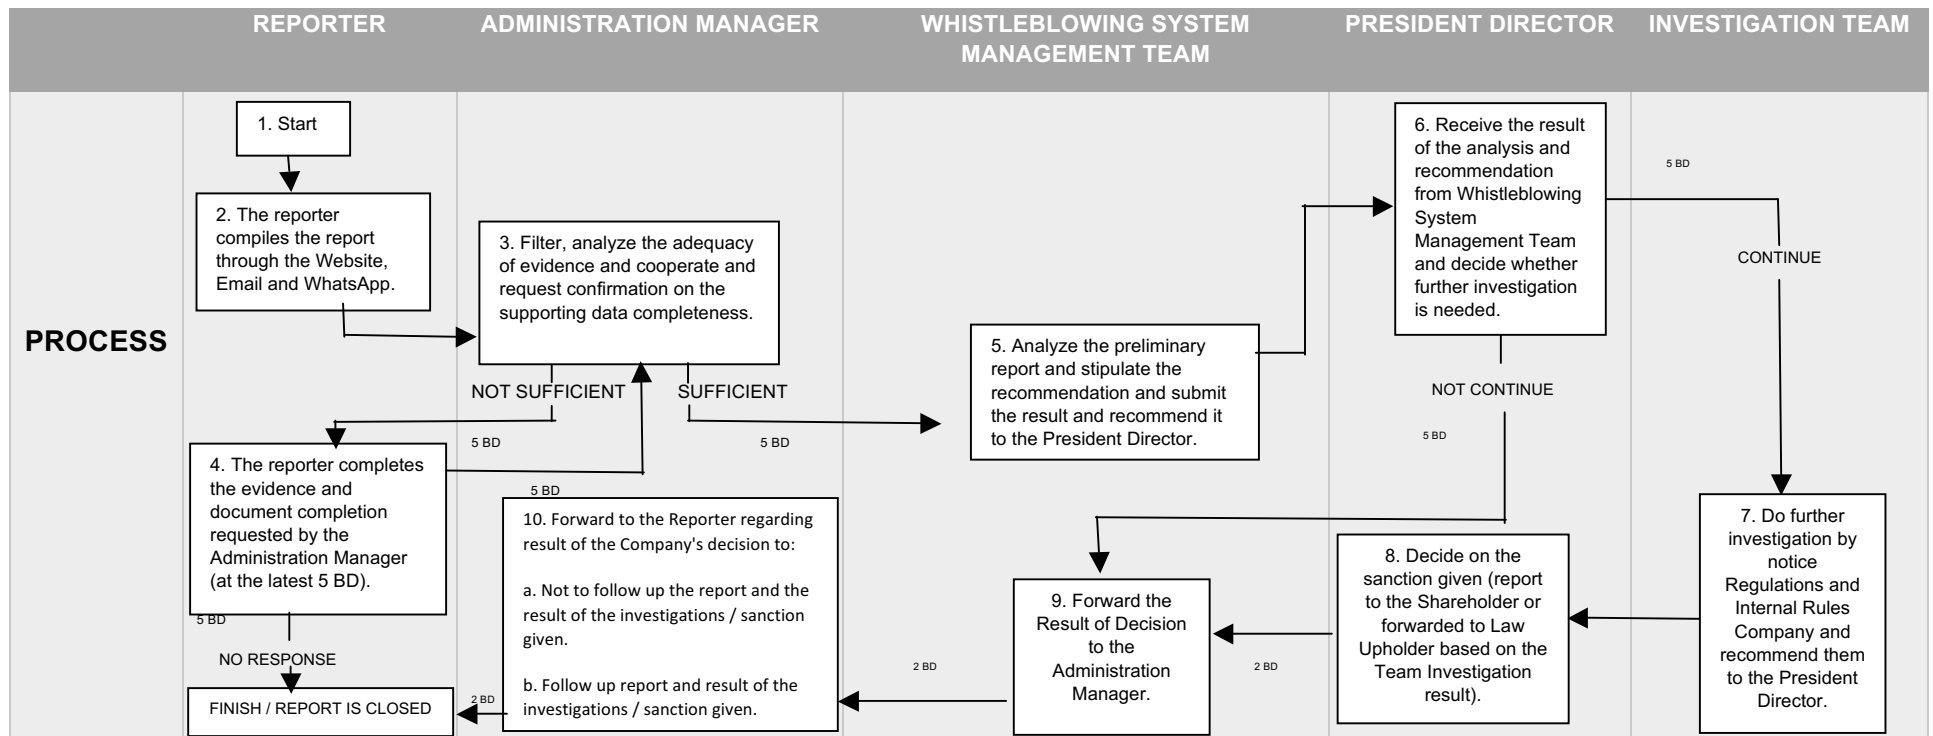 REPORTER
ADMINISTRATION MANAGER
WHISTLEBLOWING SYSTEM
MANAGEMENT TEAM
PRESIDENT DIRECTOR
INVESTIGATION TEAM
PROCESS
1. Start
2. The reporter
compiles the report
through the Website,
Email and WhatsApp.
3. Filter, analyze the adequacy
of evidence and cooperate and
request confirmation on the
supporting data completeness.
NOT SUFFICIENT
SUFFICIENT
5 BD
5 BD
4. The reporter completes
the evidence and
document completion
requested by the
Administration Manager
(at the latest 5 BD).
5 BD
5 BD
NO RESPONSE
FINISH / REPORT IS CLOSED
5. Analyze the preliminary
report and stipulate the
recommendation and submit
the result and recommend it
to the President Director.
6. Receive the result
of the analysis and
recommendation
from Whistleblowing
System
Management Team
and decide whether
further investigation
is needed.
5 BD
CONTINUE
NOT CONTINUE
5 BD
7. Do further
investigation by
notice
Regulations and
Internal Rules
Company and
recommend them
to the President
Director.
8. Decide on the
sanction given (report
to the Shareholder or
forwarded to Law
Upholder based on the
Team Investigation
result).
2 BD
9. Forward the
Result of Decision
to the
Administration
Manager.
2 BD
10. Forward to the Reporter regarding
result of the Company's decision to:
a. Not to follow up the report and the
result of the investigations / sanction
given.
b. Follow up report and result of the
investigations / sanction given.
2 BD